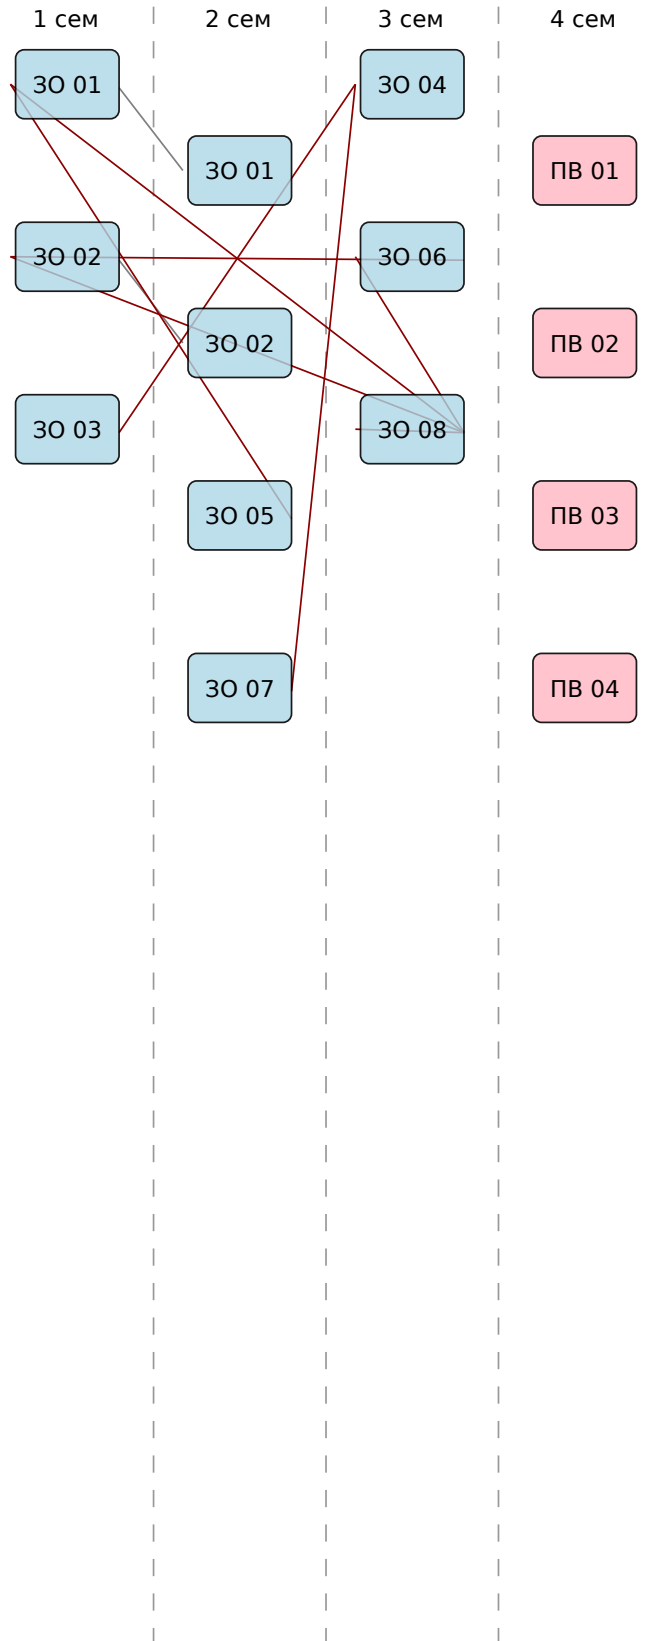 1 сем 2 сем 3 сем 4 сем
ЗО 01 ЗО 04
ЗО 01 ПВ 01
ЗО 02 ЗО 06
ЗО 02 ПВ 02
ЗО 03 ЗО 08
ЗО 05 ПВ 03
ЗО 07 ПВ 04